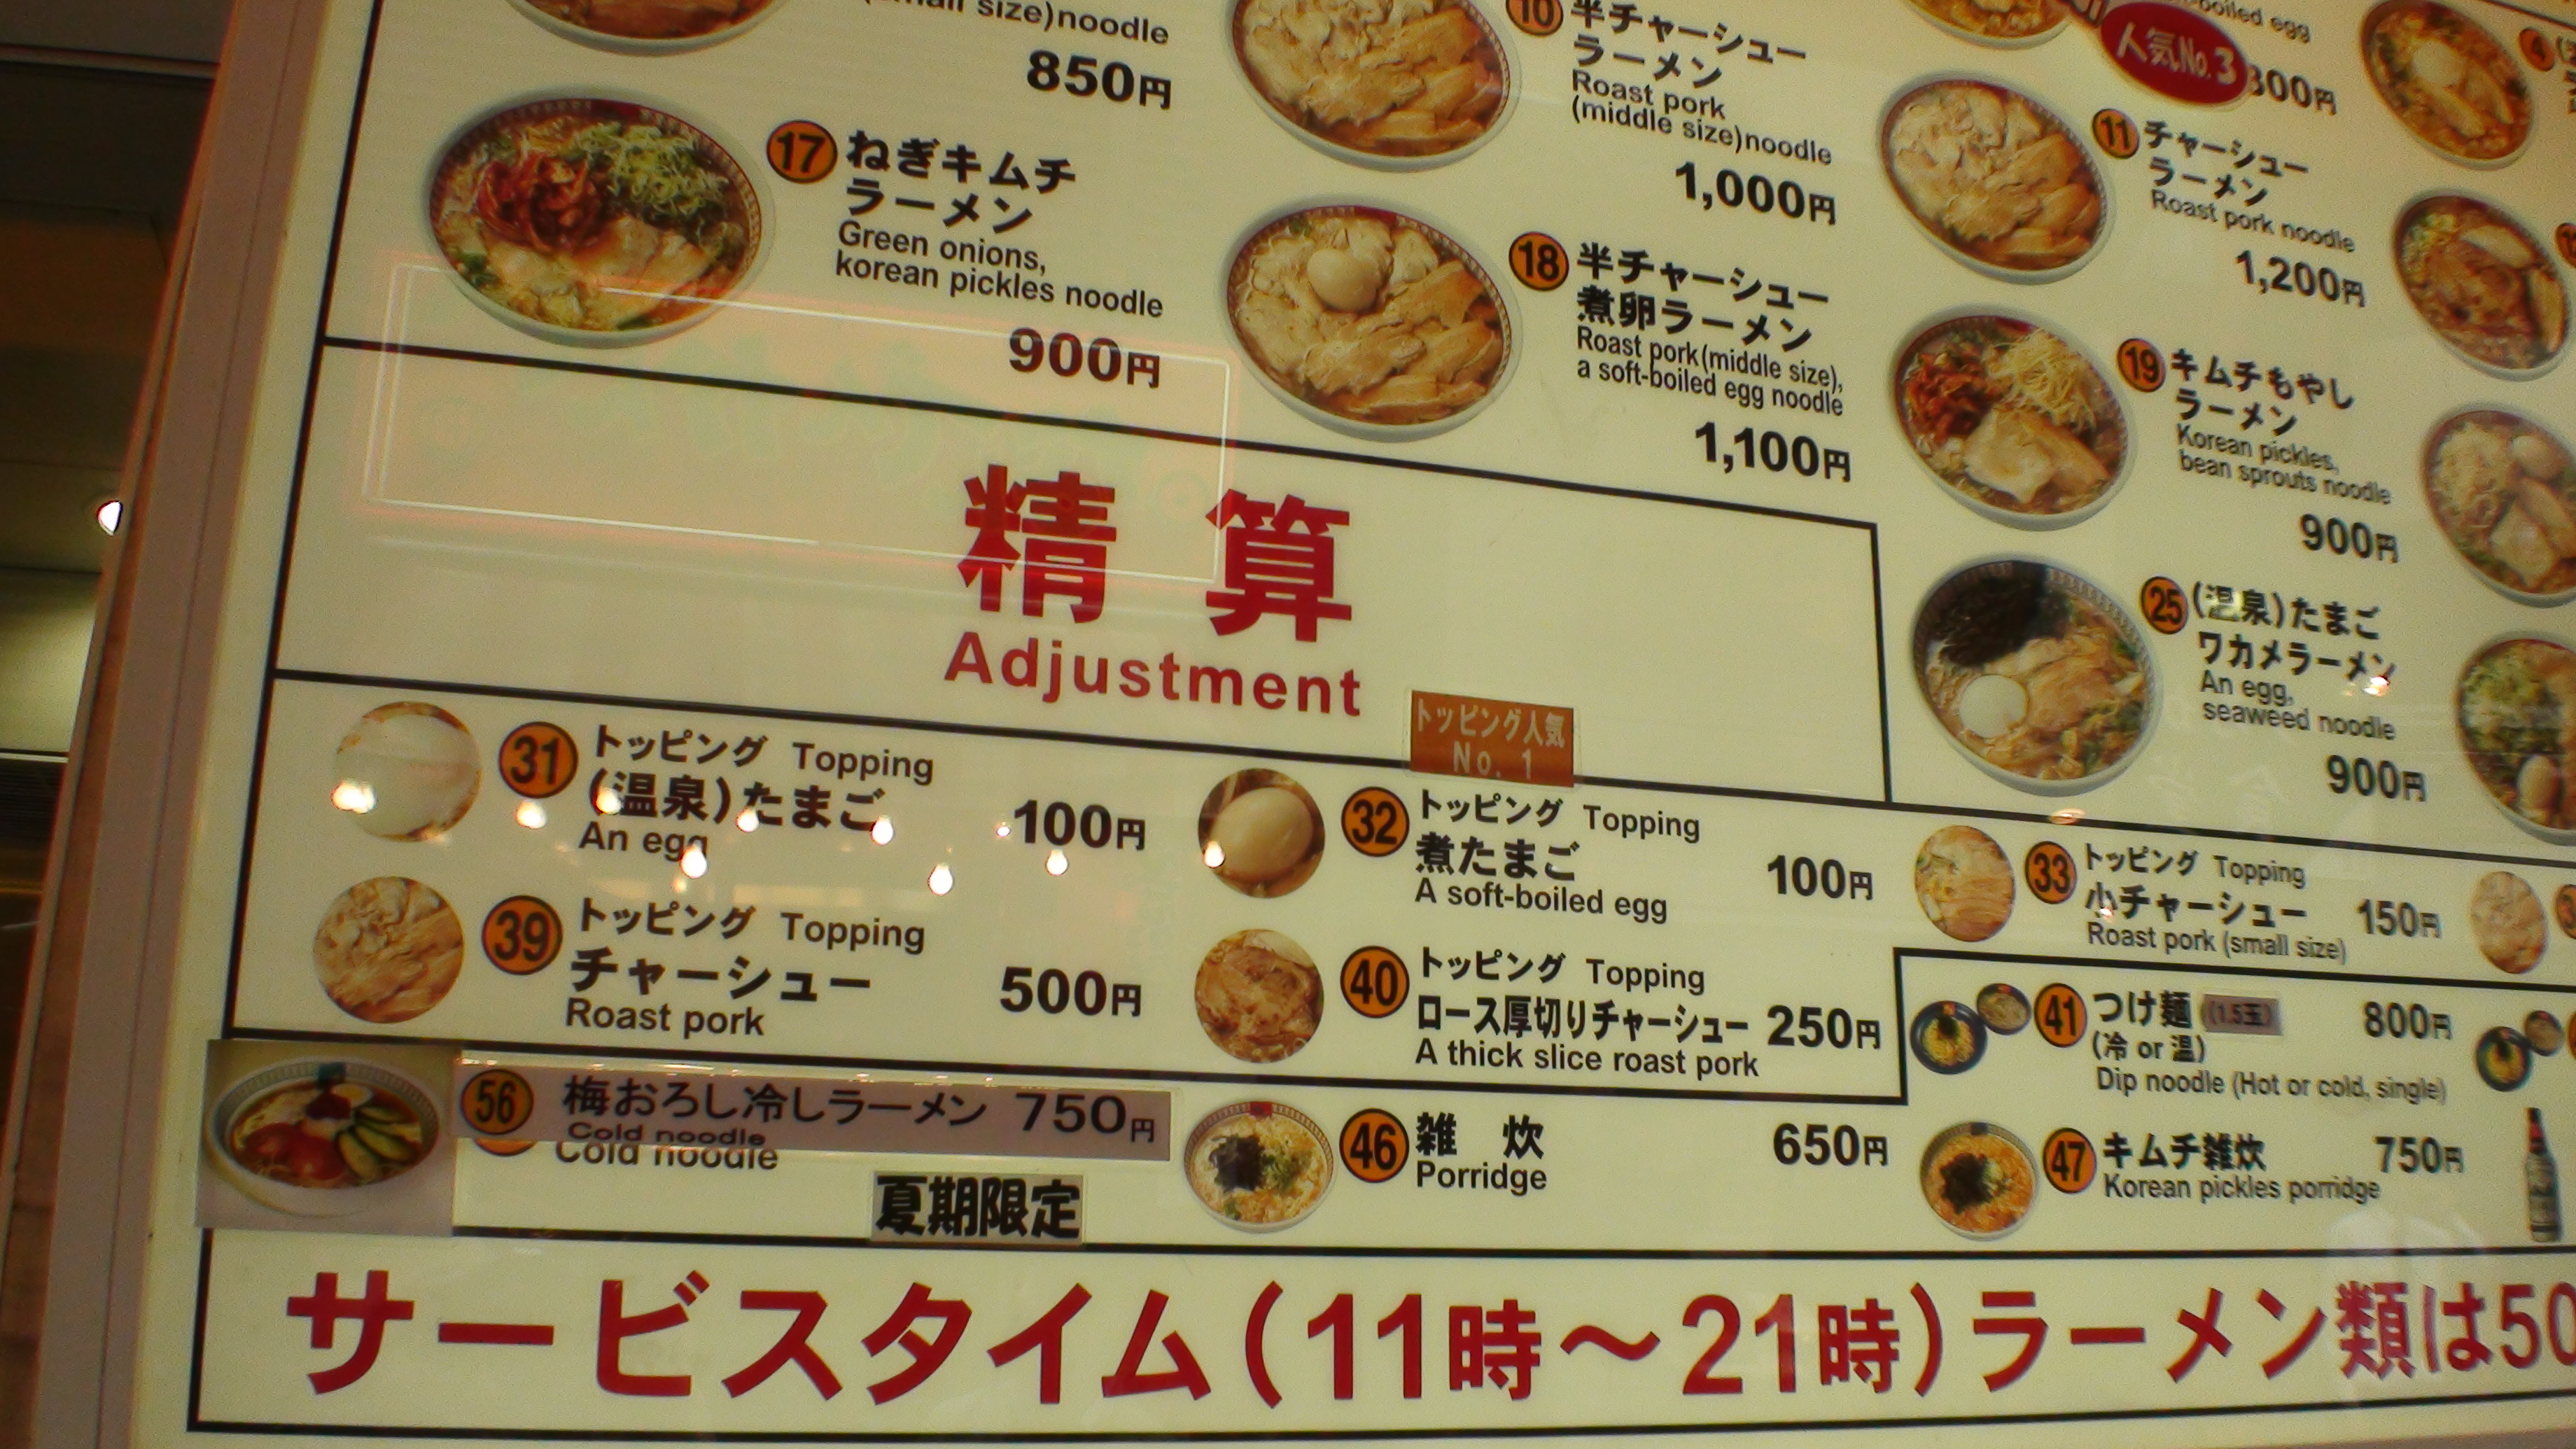 size)noodle
850円
17 ねぎキムチ
ラーメン
Green onions,
korean pickles noodle
900円
10 半チャーシュー
ラーメン
Roast pork
(middle size)noodle
1,000円
18 半チャーシュー
煮卵ラーメン
Roast pork(middle size),
a soft-boiled egg noodle
1,100円
boiled egg
人気No.3
300円
11 チャーシュー
ラーメン
Roast pork noodle
1,200円
19 キムチもやし
ラーメン
Korean pickles,
bean sprouts noodle
900円
25 (温泉)たまご
ワカメラーメン
An egg,
seaweed noodle
900円
4
精算
Adjustment
31 トッピング Topping
(温泉)たまご
An egg
100円
トッピング人気
No. 1
32 トッピング Topping
煮たまご
A soft-boiled egg
100円
33 トッピング Topping
小チャーシュー
Roast pork (small size)
150円
39 トッピング Topping
チャーシュー
Roast pork
500円
40 トッピング Topping
ロース厚切りチャーシュー
A thick slice roast pork
250円
41 つけ麺 (1.5玉) 800円
(冷 or 温)
Dip noodle (Hot or cold, single)
56 梅おろし冷しラーメン 750円
Cold noodle
Cold noodle
夏期限定
46 雑 炊 650円
Porridge
47 キムチ雑炊 750円
Korean pickles porridge
サービスタイム(11時～21時)ラーメン類は50